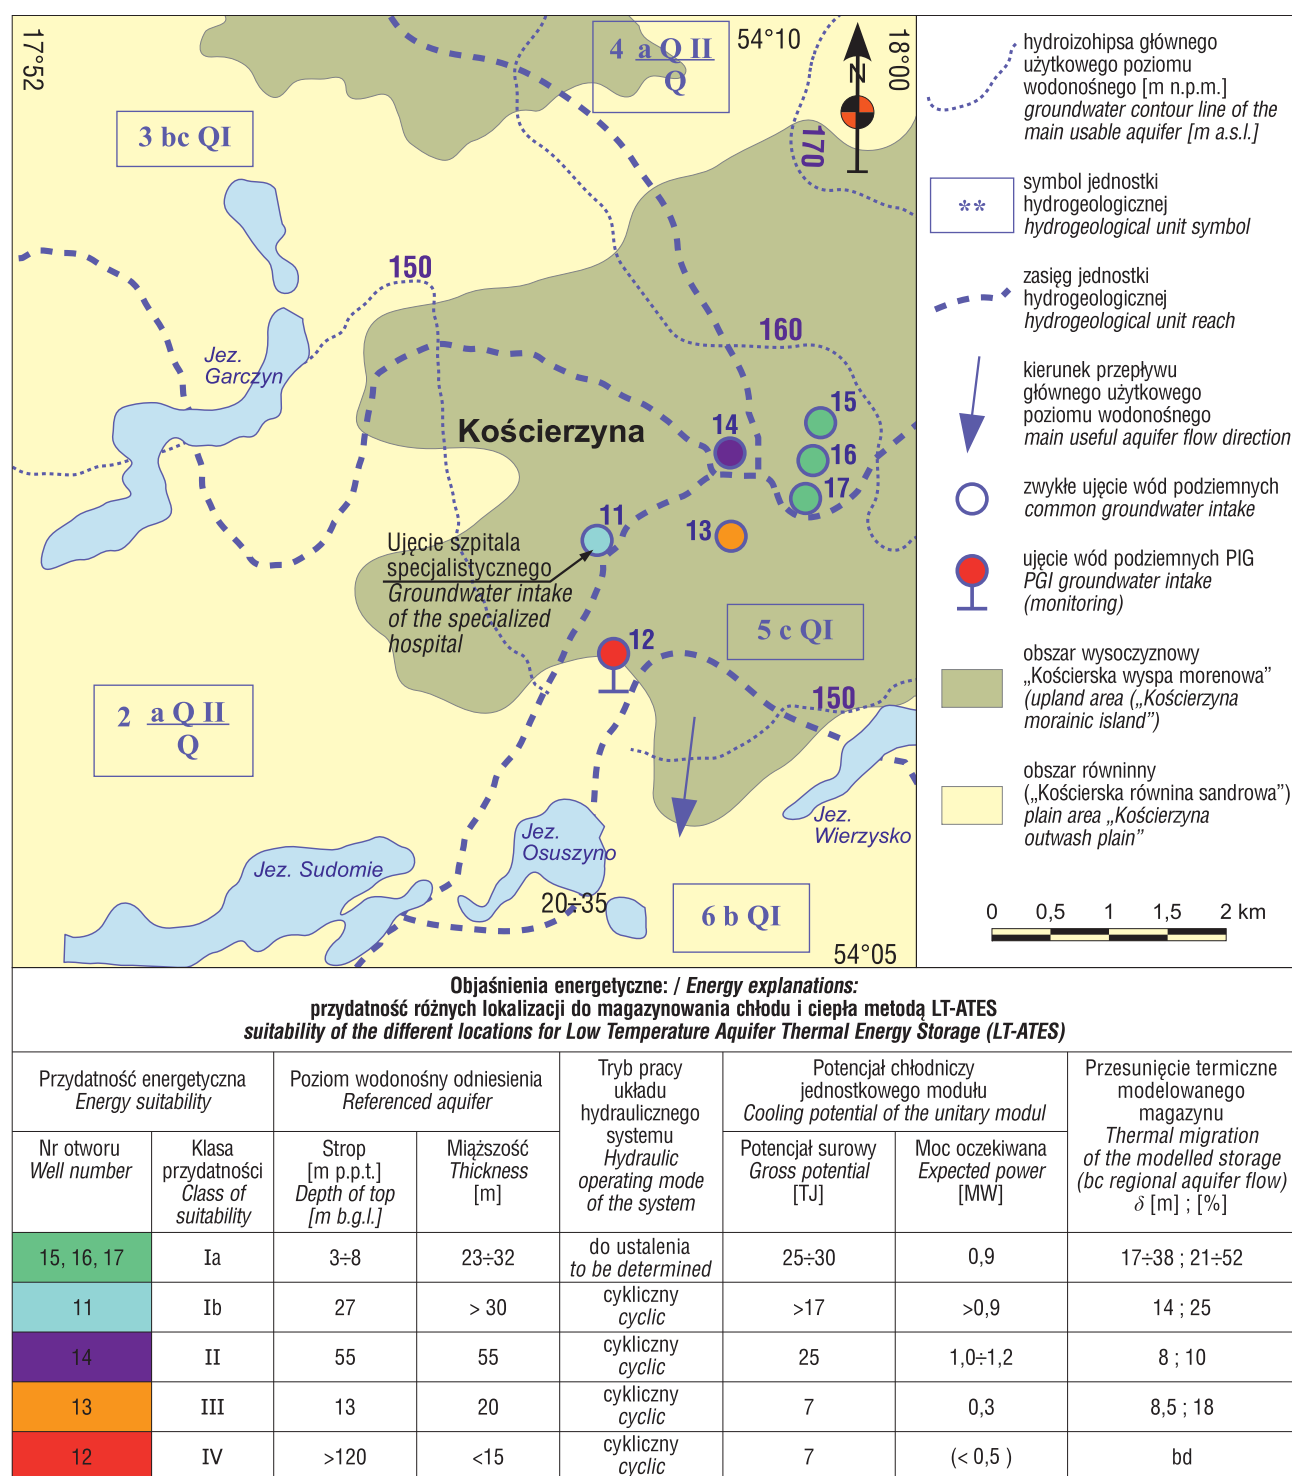 17°52
4 a Q II
Q
54°10
18°00
N
3 bc QI
170
150
160
Jez.
Garczyn
Kościerzyna
14
15
16
17
11
13
Ujęcie szpitala
specjalistycznego
Groundwater intake
of the specialized
hospital
12
5 c QI
2 a Q II
Q
150
Jez.
Wierzysko
Jez.
Osuszyno
Jez. Sudomie
20÷35
6 b QI
54°05
hydroizohipsa głównego
użytkowego poziomu
wodonośnego [m n.p.m.]
groundwater contour line of the
main usable aquifer [m a.s.l.]
**
symbol jednostki
hydrogeologicznej
hydrogeological unit symbol
zasięg jednostki
hydrogeologicznej
hydrogeological unit reach
kierunek przepływu
głównego użytkowego
poziomu wodonośnego
main useful aquifer flow direction
zwykłe ujęcie wód podziemnych
common groundwater intake
ujęcie wód podziemnych PIG
PGI groundwater intake
(monitoring)
obszar wysoczyznowy
„Kościerska wyspa morenowa”
(upland area („Kościerzyna
morainic island”)
obszar równinny
(„Kościerska równina sandrowa”)
plain area „Kościerzyna
outwash plain”
0 0,5 1 1,5 2 km
Objaśnienia energetyczne: / Energy explanations:
przydatność różnych lokalizacji do magazynowania chłodu i ciepła metodą LT-ATES
suitability of the different locations for Low Temperature Aquifer Thermal Energy Storage (LT-ATES)
Przydatność energetyczna
Energy suitability
Poziom wodonośny odniesienia
Referenced aquifer
Tryb pracy
układu
hydraulicznego
systemu
Hydraulic
operating mode
of the system
Potencjał chłodniczy
jednostkowego modułu
Cooling potential of the unitary modul
Przesunięcie termiczne
modelowanego
magazynu
Thermal migration
of the modelled storage
(bc regional aquifer flow)
δ [m] ; [%]
Nr otworu
Well number
Klasa
przydatności
Class of
suitability
Strop
[m p.p.t.]
Depth of top
[m b.g.l.]
Miąższość
Thickness
[m]
Potencjał surowy
Gross potential
[TJ]
Moc oczekiwana
Expected power
[MW]
15, 16, 17 Ia 3÷8 23÷32 do ustalenia 25÷30 0,9 17÷38 ; 21÷52
to be determined
11 Ib 27 > 30 cykliczny >17 >0,9 14 ; 25
cyclic
14 II 55 55 cykliczny 25 1,0÷1,2 8 ; 10
cyclic
13 III 13 20 cykliczny 7 0,3 8,5 ; 18
cyclic
12 IV >120 <15 cykliczny 7 (< 0,5 ) bd
cyclic